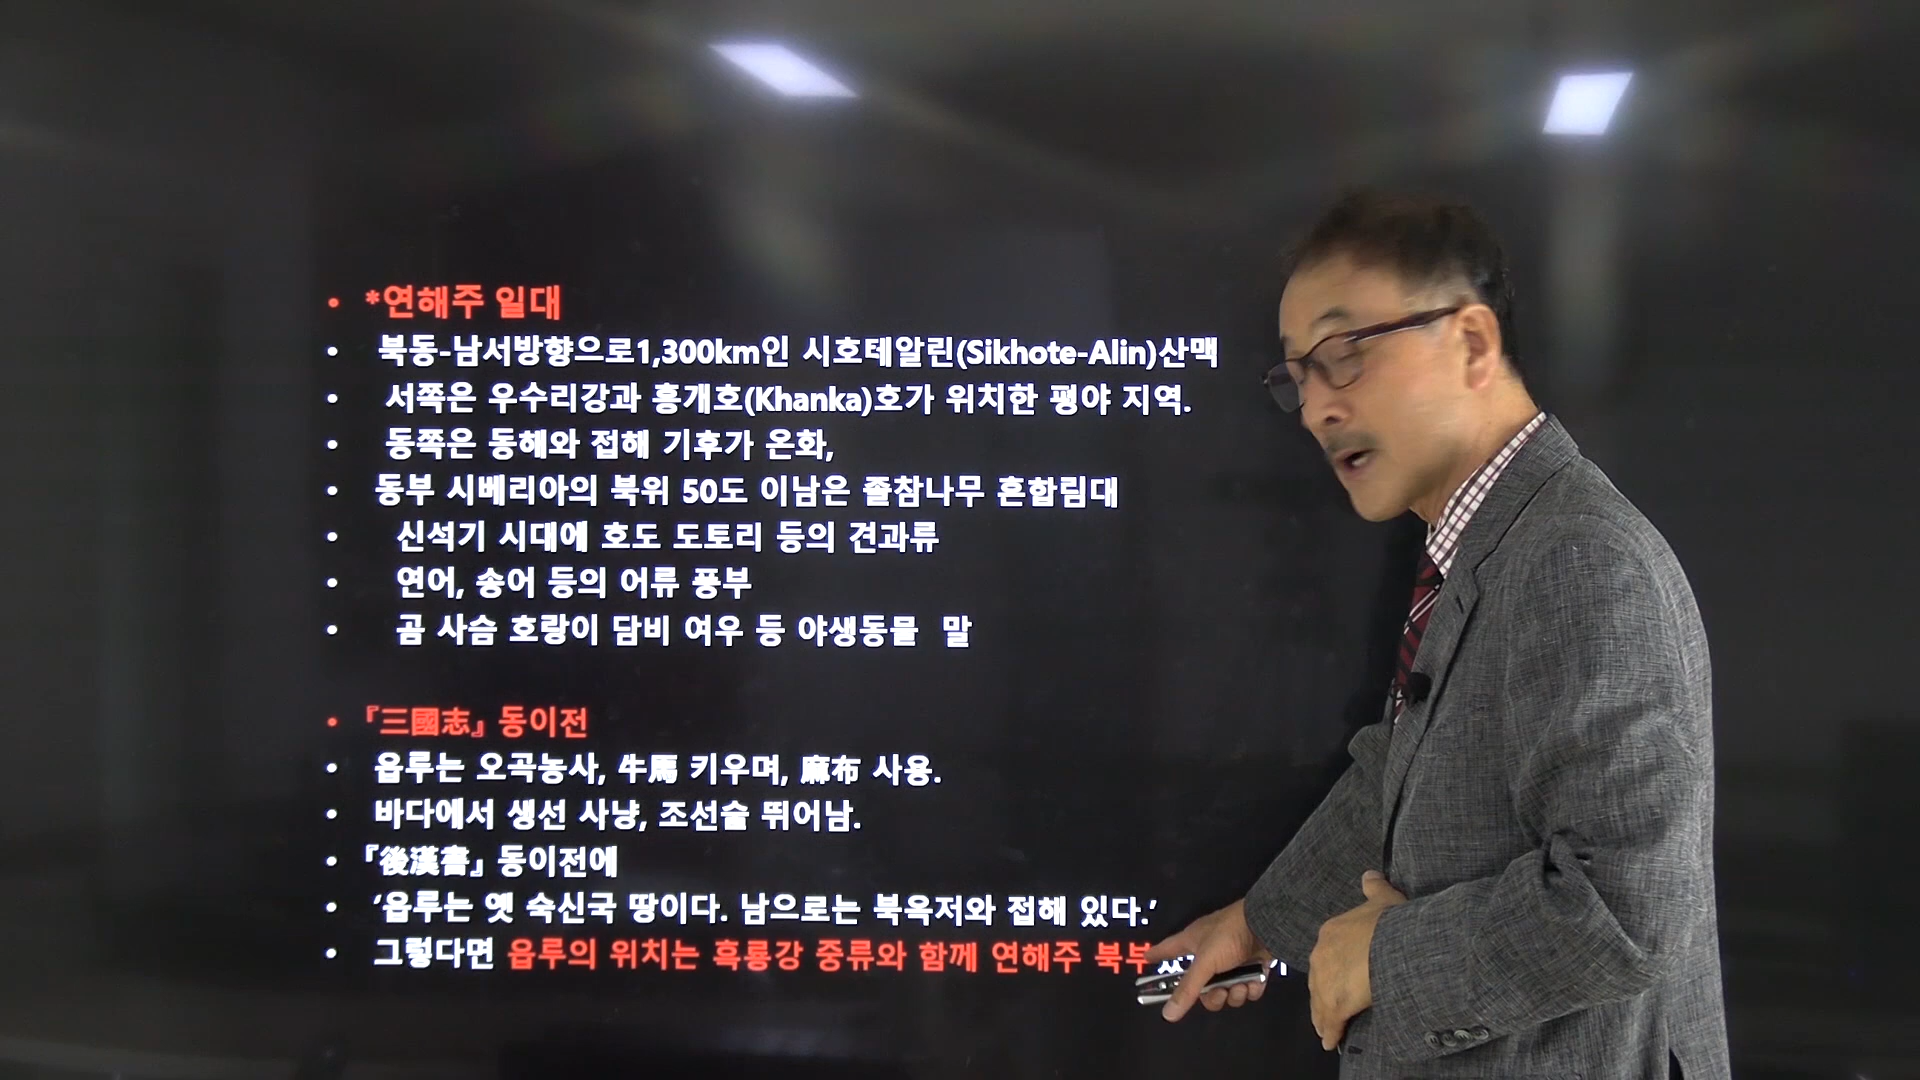 • *연해주 일대
• 북동-남서방향으로1,300km인 시호테알린(Sikhote-Alin)산맥
• 서쪽은 우수리강과 흥개호(Khanka)호가 위치한 평야 지역.
• 동쪽은 동해와 접해 기후가 온화,
• 동부 시베리아의 북위 50도 이남은 졸참나무 혼합림대
• 신석기 시대에 호도 도토리 등의 견과류
• 연어, 송어 등의 어류 풍부
• 곰 사슴 호랑이 담비 여우 등 야생동물 말
• 『三國志』 동이전
• 읍루는 오곡농사, 牛馬 키우며, 麻布 사용.
• 바다에서 생선 사냥, 조선술 뛰어남.
• 『後漢書』 동이전에
• ‘읍루는 옛 숙신국 땅이다. 남으로는 북옥저와 접해 있다.’
• 그렇다면 읍루의 위치는 흑룡강 중류와 함께 연해주 북부